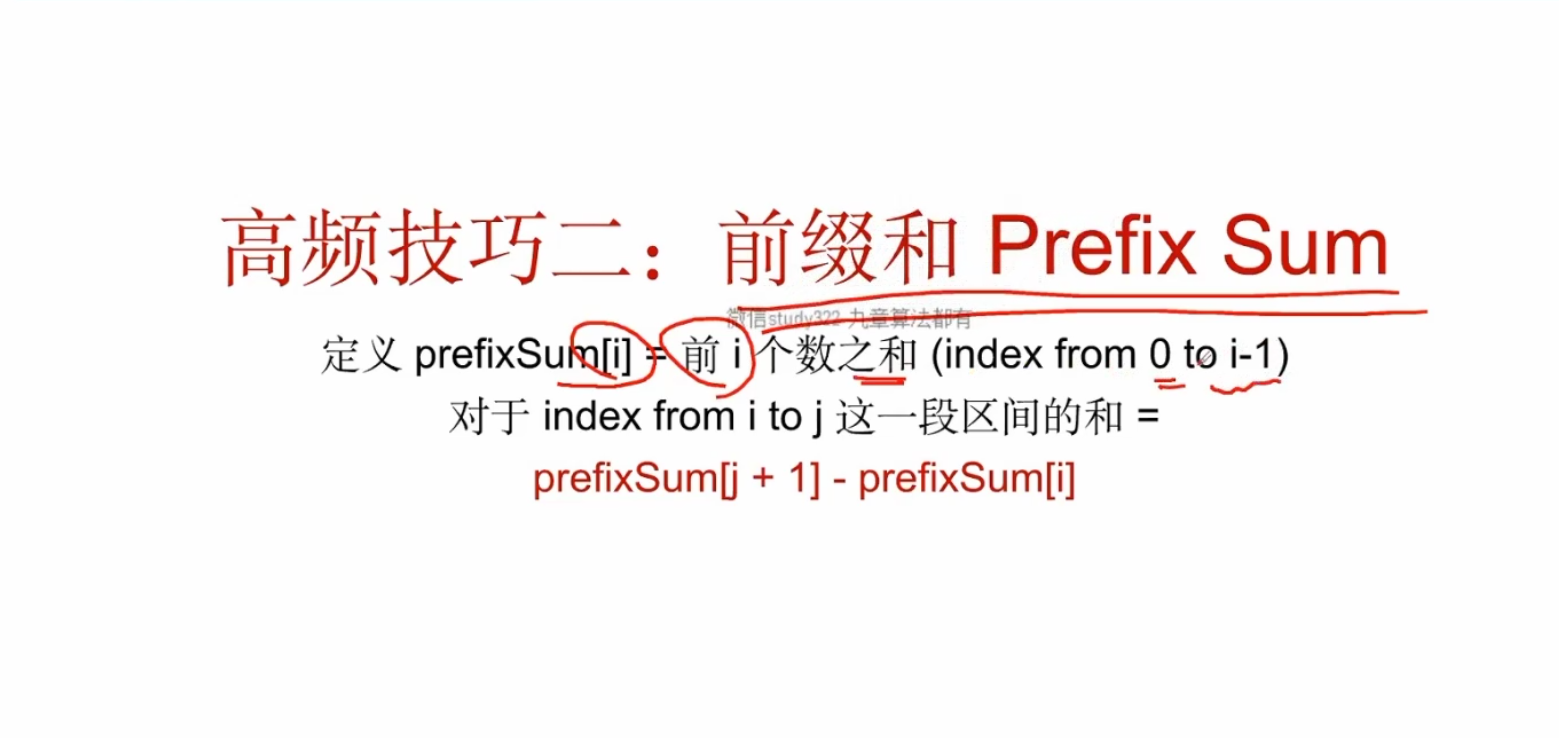 高频技巧二：前缀和 Prefix Sum
微信study322 九章算法都有
定义 prefixSum[i] = 前 i 个数之和 (index from 0 to i-1)
对于 index from i to j 这一段区间的和 =
prefixSum[j + 1] - prefixSum[i]